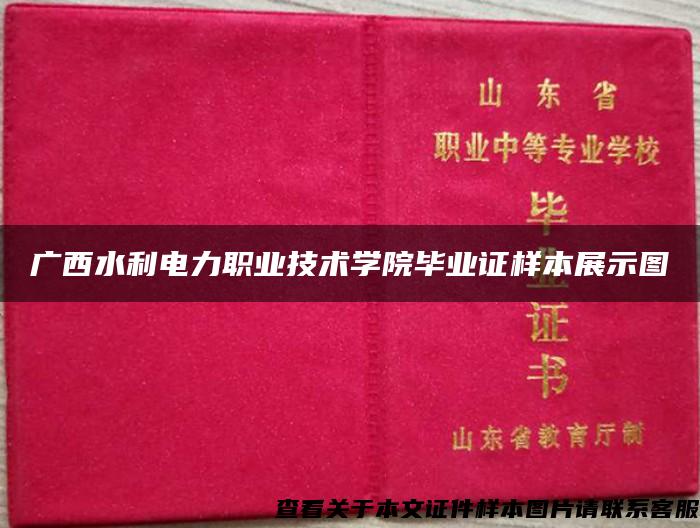 山东省
职业中等专业学校
毕业证书
广西水利电力职业技术学院毕业证样本展示图
山东省教育厅制
查看关于本文证件样本图片请联系客服